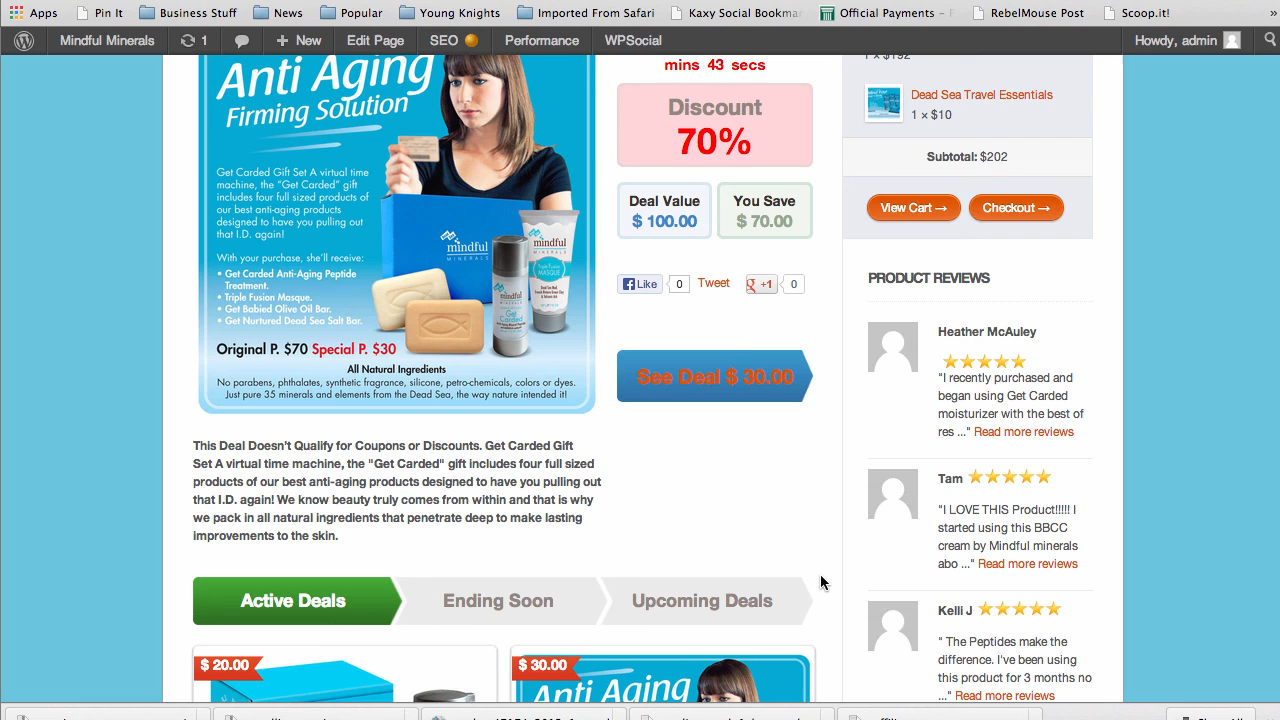 Apps Pin It Business Stuff News Popular Young Knights Imported From Safari Kaxy Social Bookmar Official Payments – RebelMouse Post Scoop.it! »
Mindful Minerals 1 New Edit Page SEO Performance WPSocial Howdy, admin
Anti Aging
Firming Solution
Get Carded Gift Set A virtual time
machine, the "Get Carded" gift
includes four full sized products of
our best anti-aging products
designed to have you pulling out
that I.D. again!
With your purchase, she'll receive:
• Get Carded Anti-Aging Peptide
Treatment.
• Triple Fusion Masque.
• Get Babied Olive Oil Bar.
• Get Nurtured Dead Sea Salt Bar.
mindful
MINERALS
mindful
MINERALS
Triple Fusion
MASQUE
mindful
MINERALS
Get
Carded
Original P. $70 Special P. $30
All Natural Ingredients
No parabens, phthalates, synthetic fragrance, silicone, petro-chemicals, colors or dyes.
Just pure 35 minerals and elements from the Dead Sea, the way nature intended it!
mins 43 secs
Discount
70%
Deal Value
$ 100.00
You Save
$ 70.00
Like 0 Tweet +1 0
See Deal $ 30.00
This Deal Doesn't Qualify for Coupons or Discounts. Get Carded Gift
Set A virtual time machine, the "Get Carded" gift includes four full sized
products of our best anti-aging products designed to have you pulling out
that I.D. again! We know beauty truly comes from within and that is why
we pack in all natural ingredients that penetrate deep to make lasting
improvements to the skin.
Active Deals Ending Soon Upcoming Deals
$ 20.00
$ 30.00
Anti Aging
1 × $192
Dead Sea Travel Essentials
1 × $10
Subtotal: $202
View Cart → Checkout →
PRODUCT REVIEWS
Heather McAuley
"I recently purchased and
began using Get Carded
moisturizer with the best of
res ..." Read more reviews
Tam
"I LOVE THIS Product!!!!! I
started using this BBCC
cream by Mindful minerals
abo ..." Read more reviews
Kelli J
" The Peptides make the
difference. I've been using
this product for 3 months no
..." Read more reviews